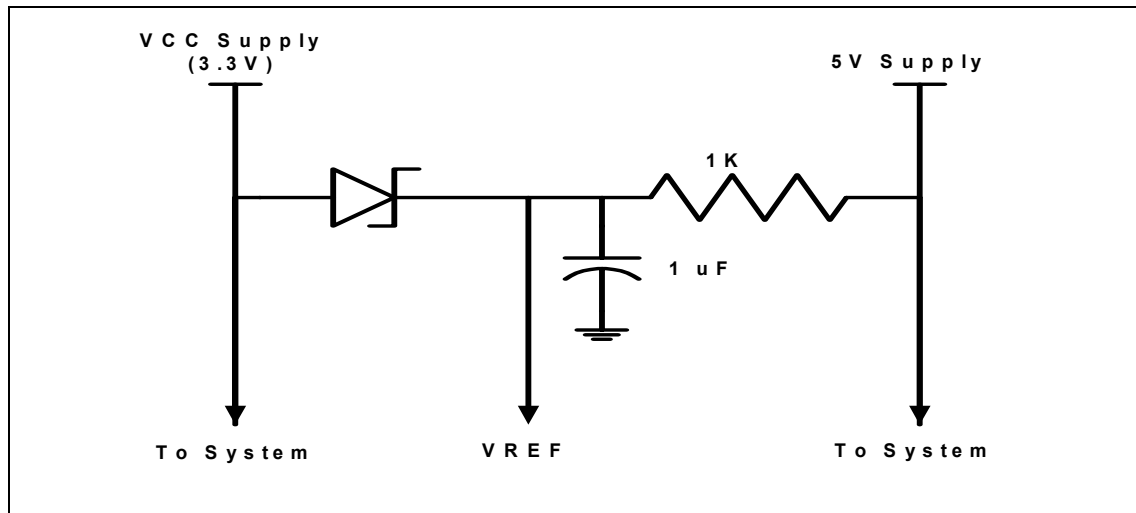 VCC Supply
(3.3V)
5V Supply
1K
1 uF
To System
VREF
To System